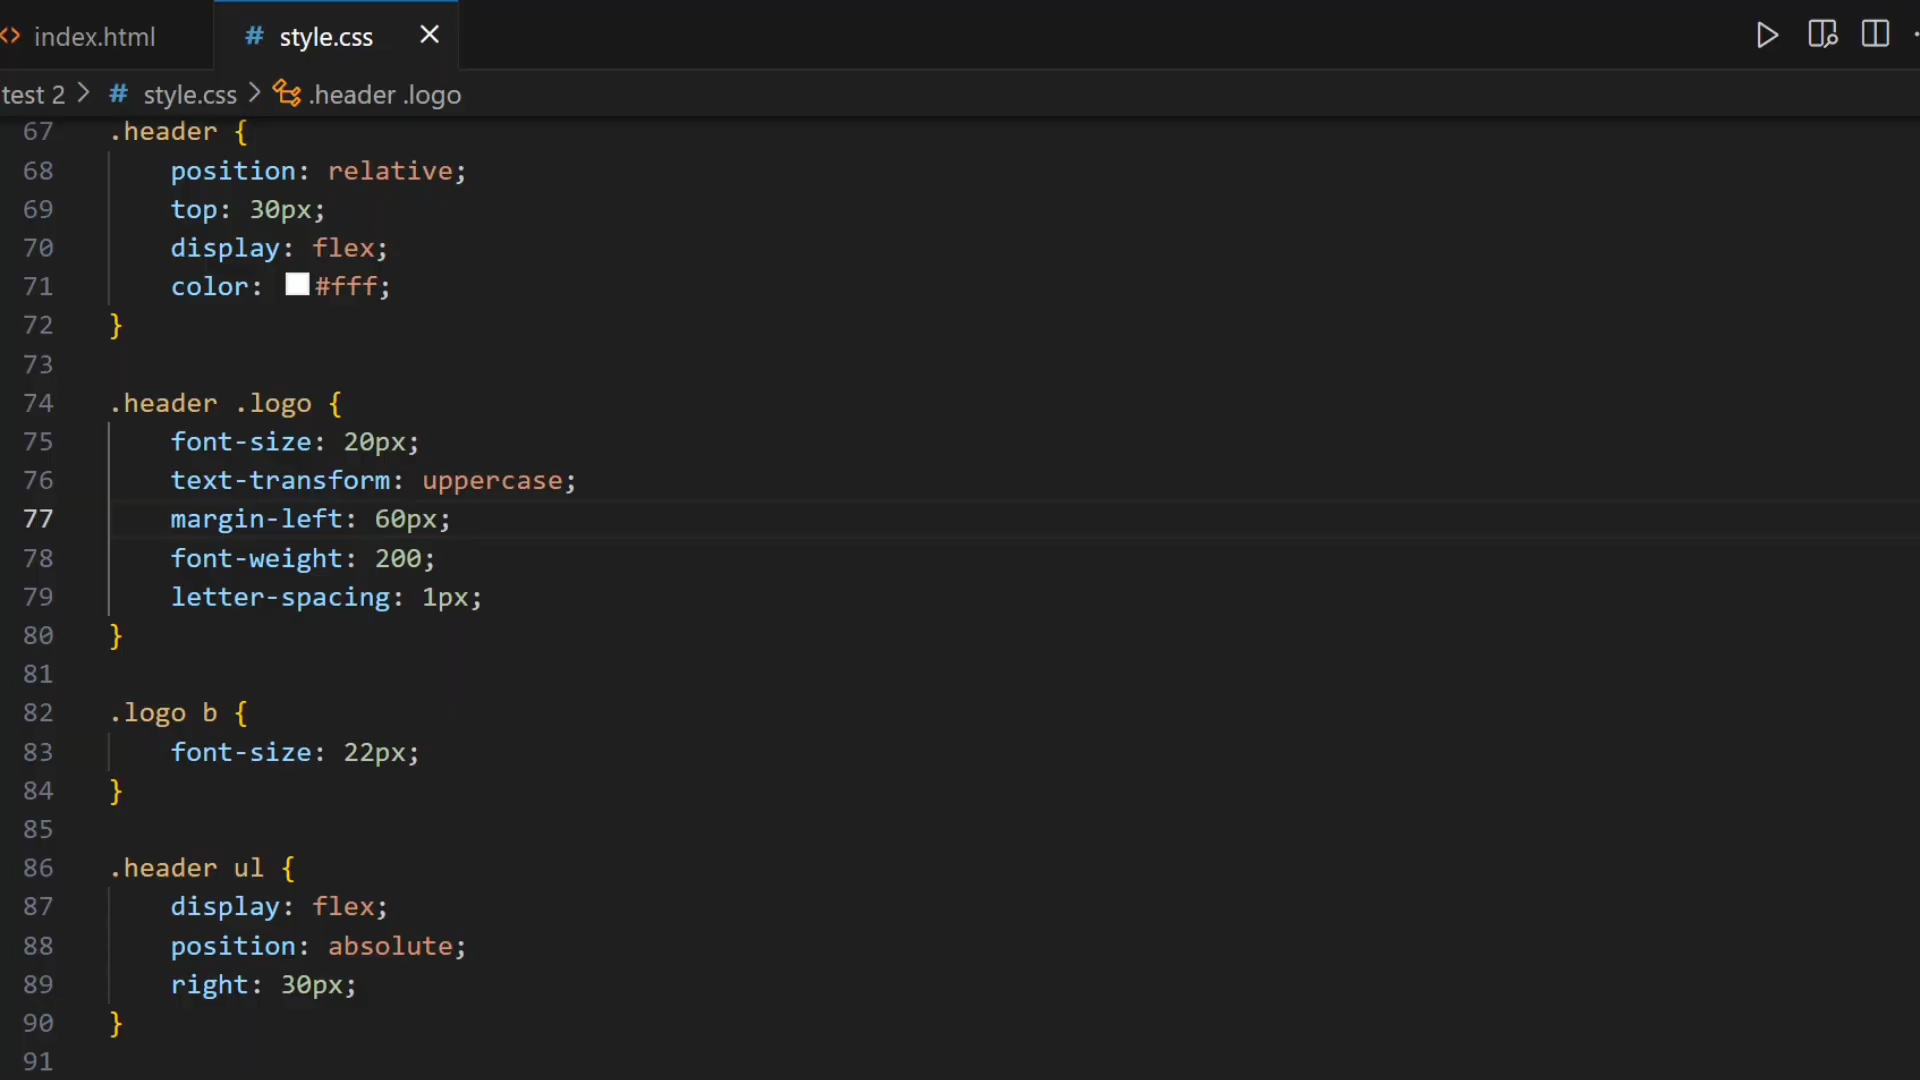 index.html
# style.css
test 2 > # style.css > .header .logo
67 .header {
68 position: relative;
69 top: 30px;
70 display: flex;
71 color: #fff;
72 }
73
74 .header .logo {
75 font-size: 20px;
76 text-transform: uppercase;
77 margin-left: 60px;
78 font-weight: 200;
79 letter-spacing: 1px;
80 }
81
82 .logo b {
83 font-size: 22px;
84 }
85
86 .header ul {
87 display: flex;
88 position: absolute;
89 right: 30px;
90 }
91